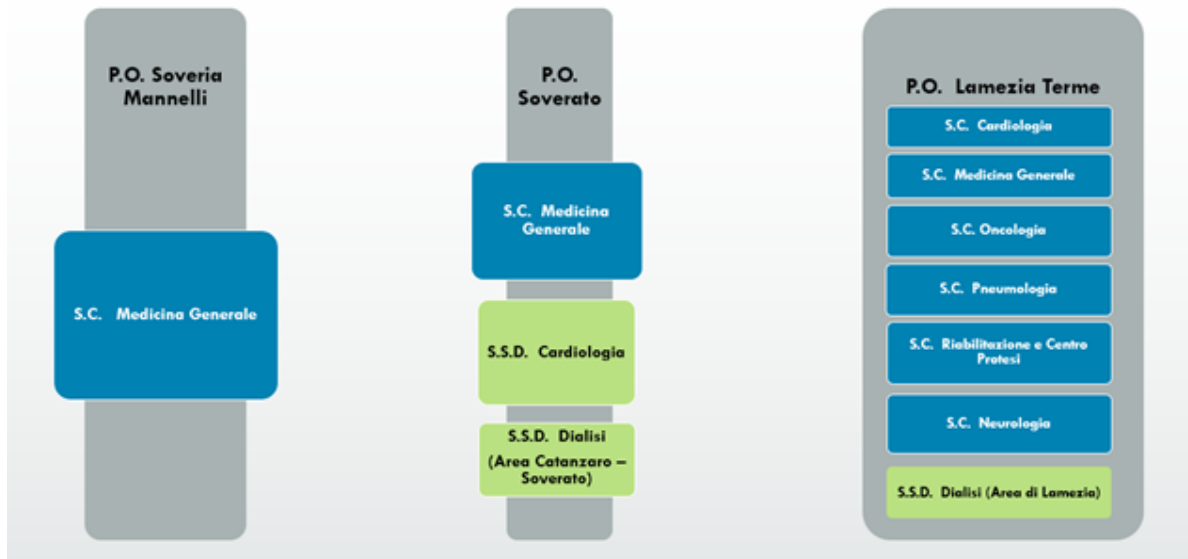 P.O. Soveria
Mannelli
S.C. Medicina Generale
P.O.
Soverato
S.C. Medicina
Generale
S.S.D. Cardiologia
S.S.D. Dialisi
(Area Catanzaro –
Soverato)
P.O. Lamezia Terme
S.C. Cardiologia
S.C. Medicina Generale
S.C. Oncologia
S.C. Pneumologia
S.C. Riabilitazione e Centro
Protesi
S.C. Neurologia
S.S.D. Dialisi (Area di Lamezia)